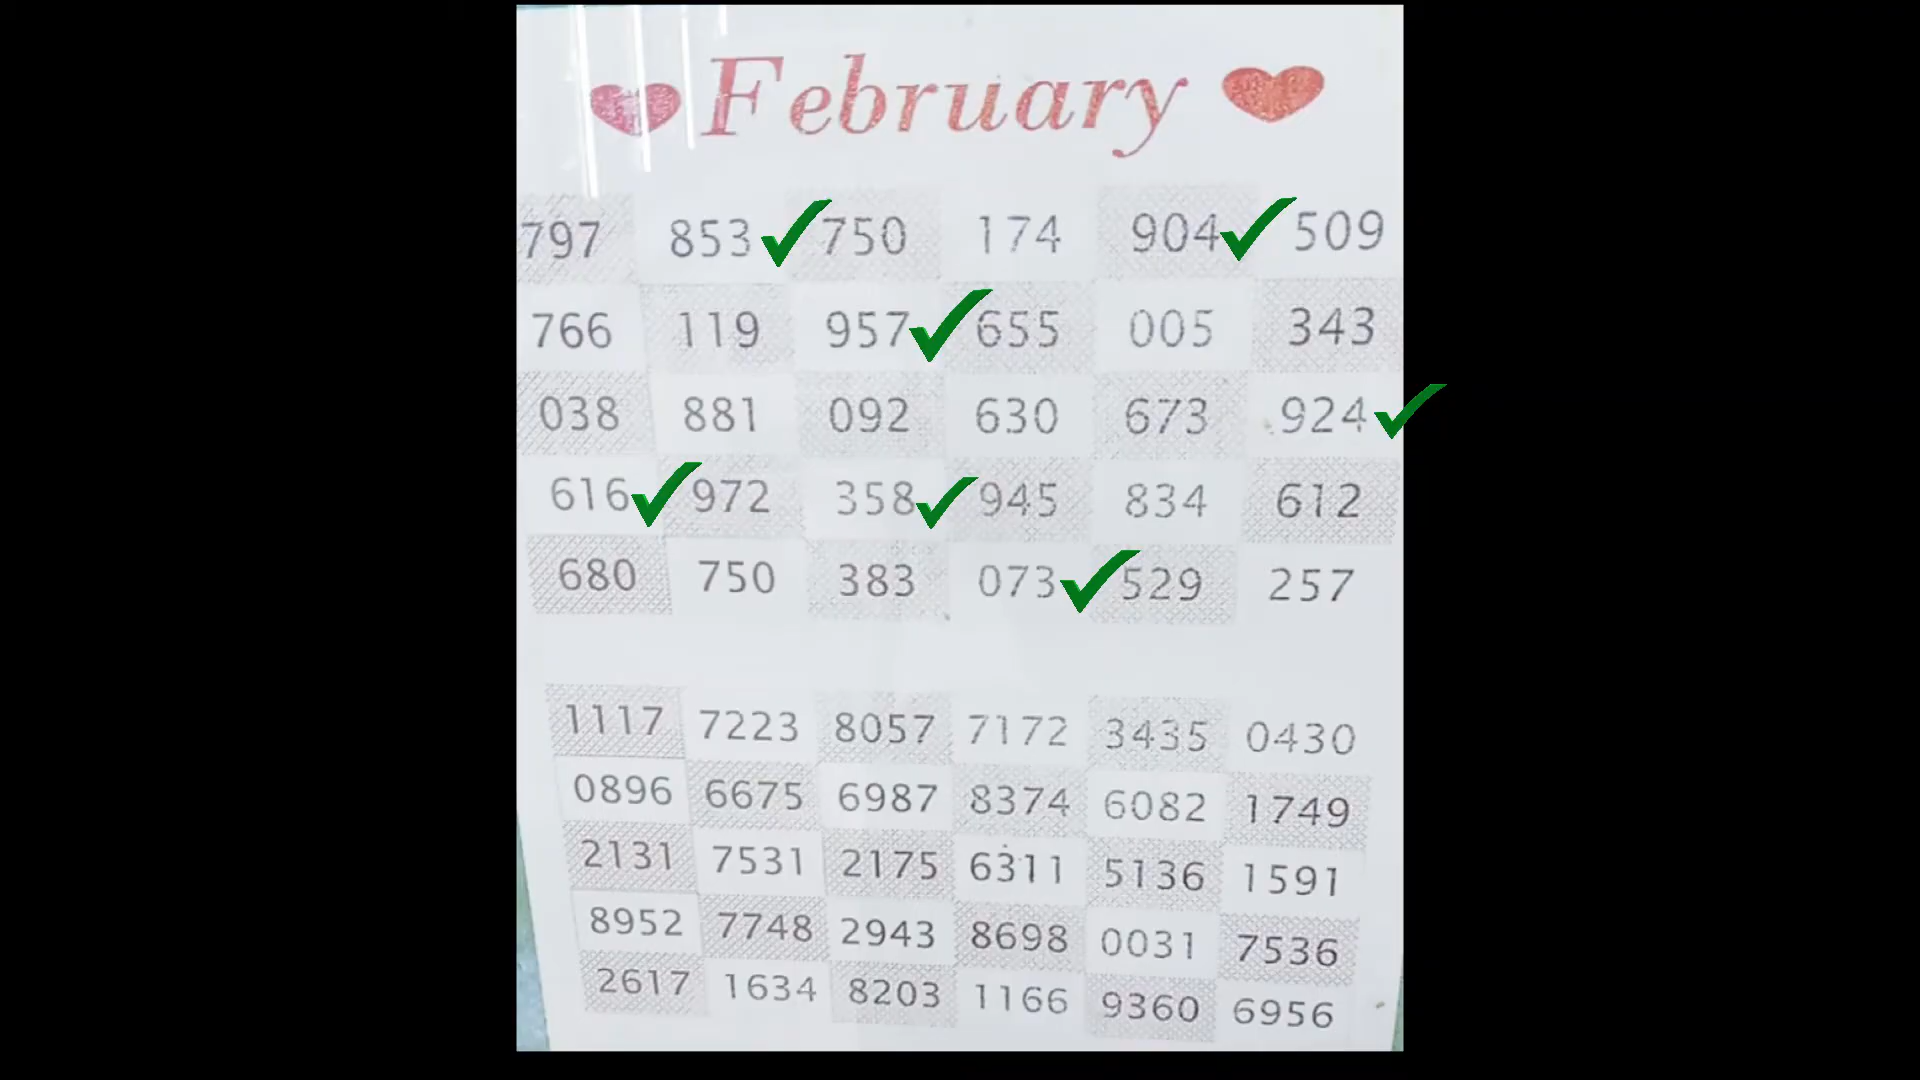 February
797 853 750 174 904 509
766 119 957 655 005 343
038 881 092 630 673 924
616 972 358 945 834 612
680 750 383 073 529 257
1117 7223 8057 7172 3435 0430
0896 6675 6987 8374 6082 1749
2131 7531 2175 6311 5136 1591
8952 7748 2943 8698 0031 7536
2617 1634 8203 1166 9360 6956